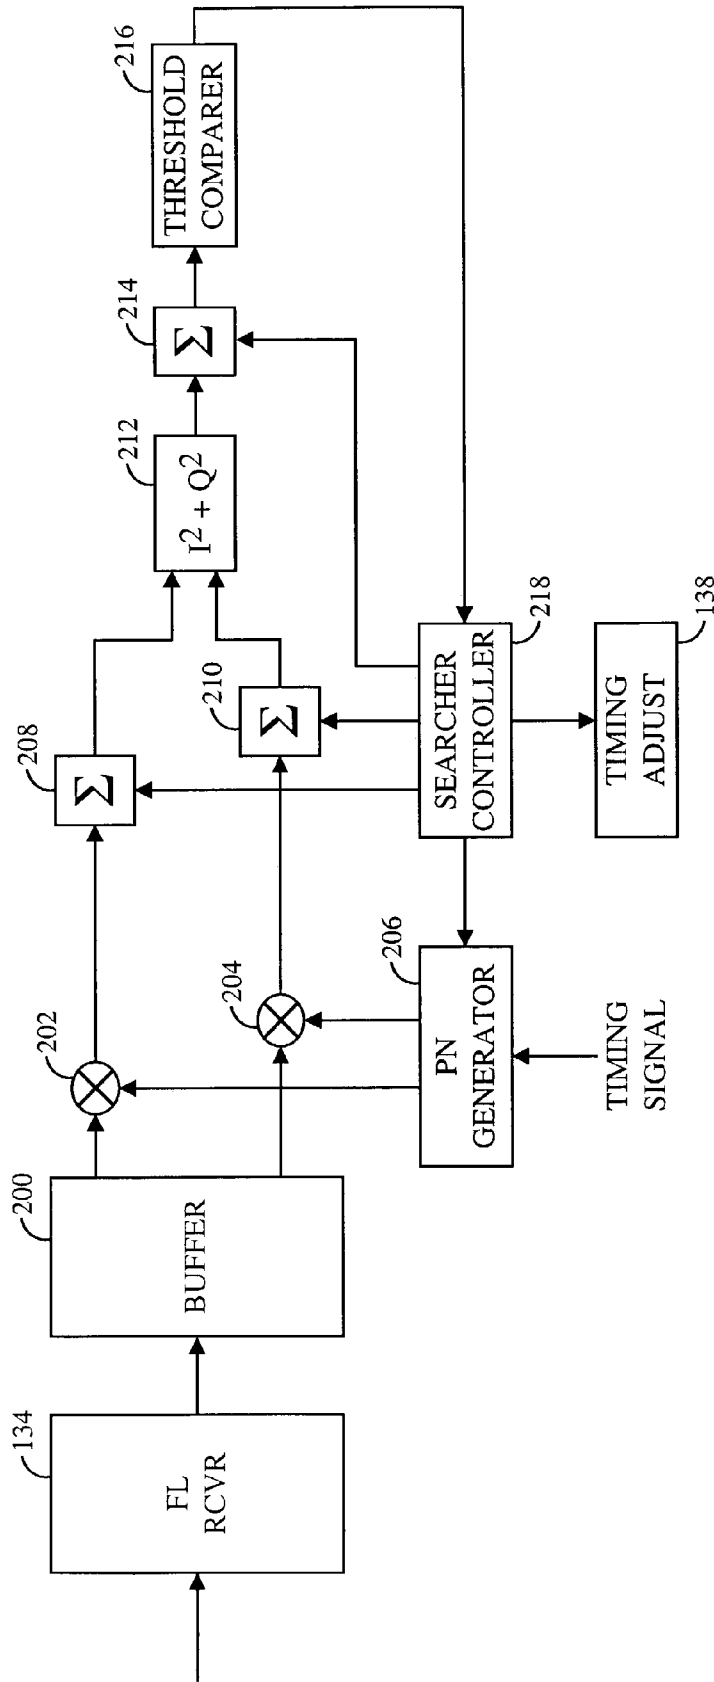 134
FL
RCVR
200
BUFFER
202
204
208
Σ
210
Σ
212
I² + Q²
214
Σ
216
THRESHOLD
COMPARER
206
PN
GENERATOR
TIMING
SIGNAL
218
SEARCHER
CONTROLLER
138
TIMING
ADJUST